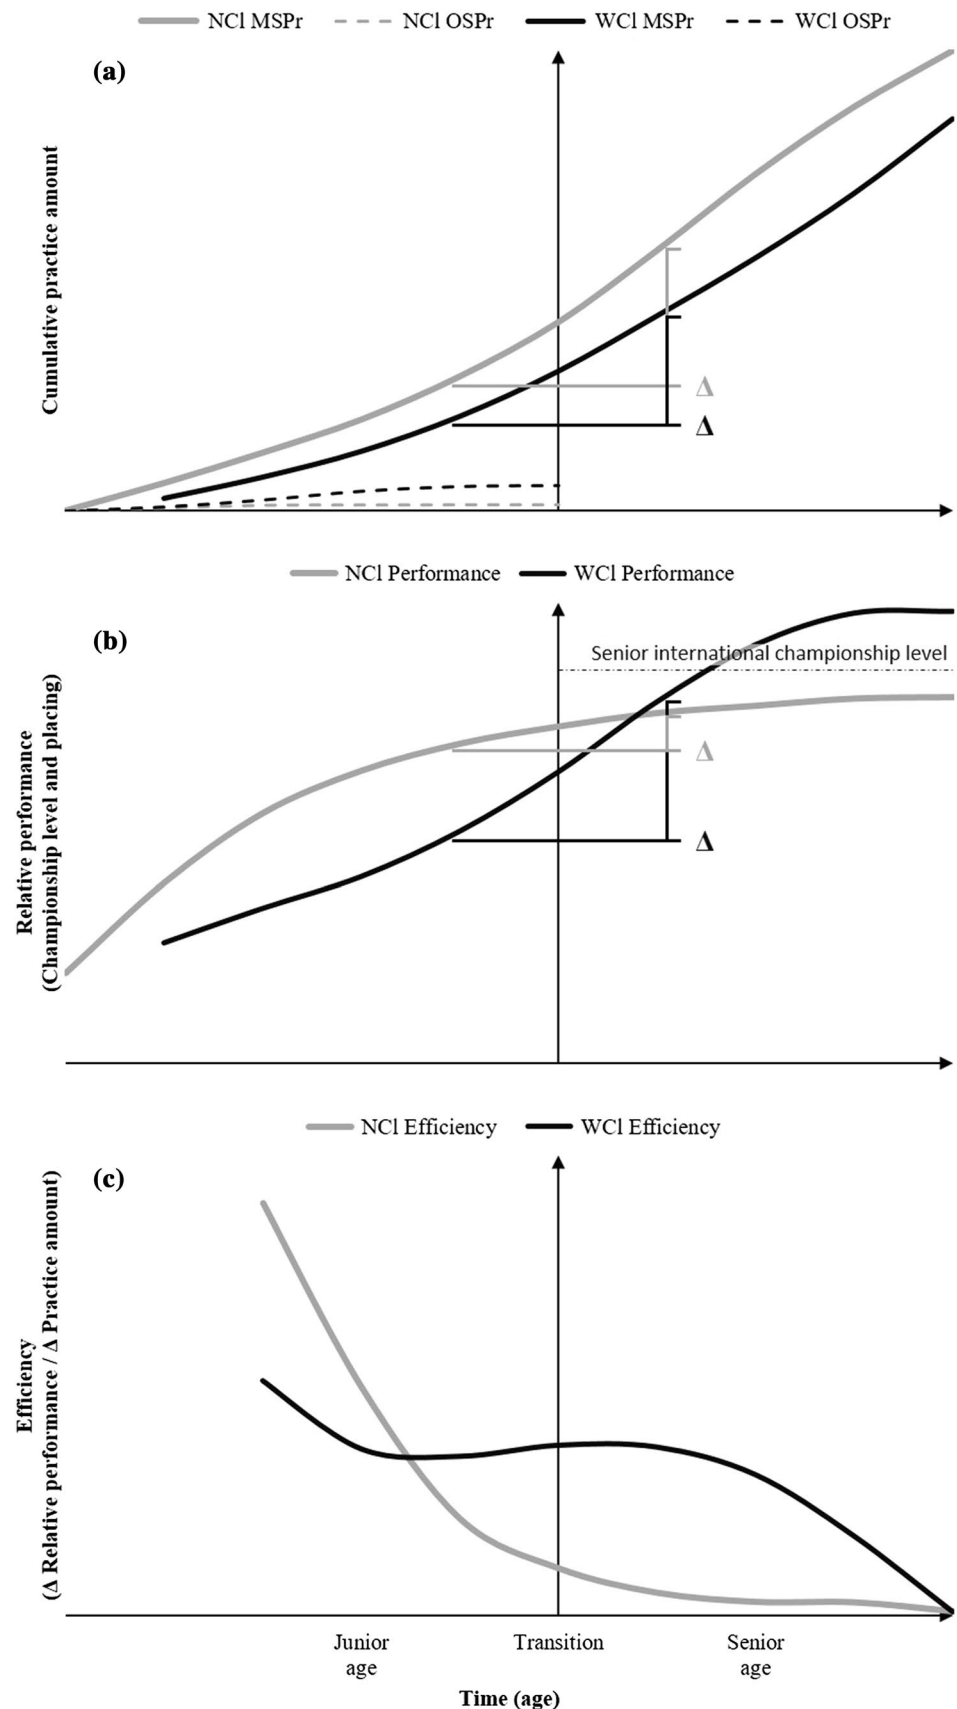 NCl MSPr NCl OSPr WCl MSPr WCl OSPr
(a)
Cumulative practice amount
Δ
Δ
NCl Performance WCl Performance
(b)
Senior international championship level
Relative performance
(Championship level and placing)
Δ
Δ
NCl Efficiency WCl Efficiency
(c)
Efficiency
(Δ Relative performance / Δ Practice amount)
Junior Transition Senior
age age
Time (age)